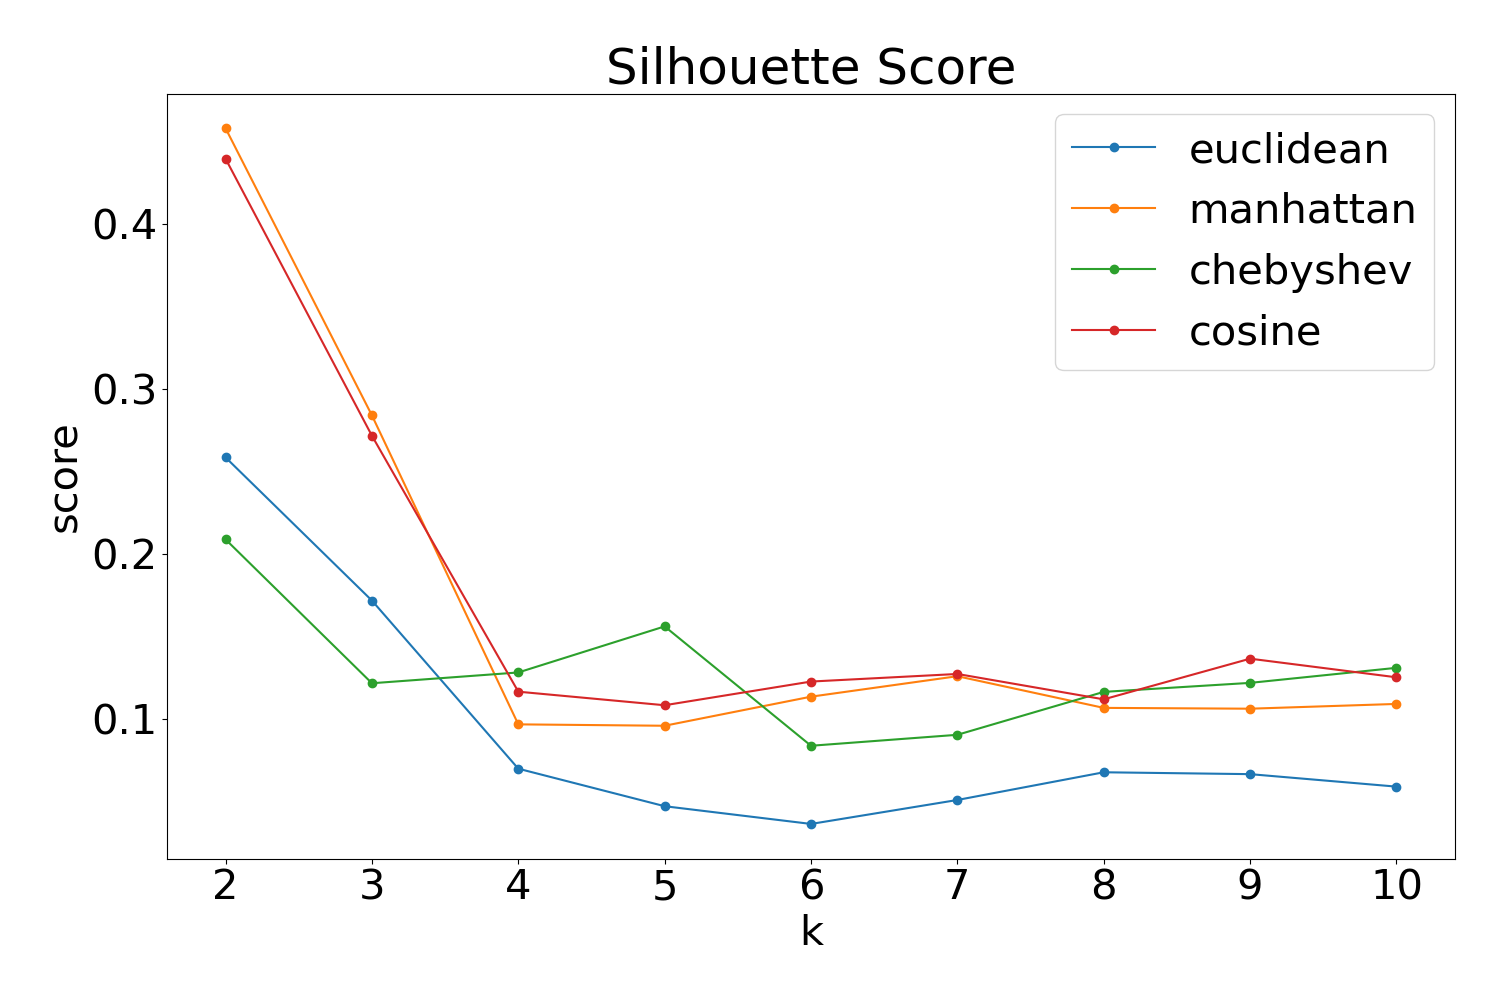 Silhouette Score
euclidean
manhattan
chebyshev
cosine
0.4
0.3
0.2
0.1
score
2 3 4 5 6 7 8 9 10
k